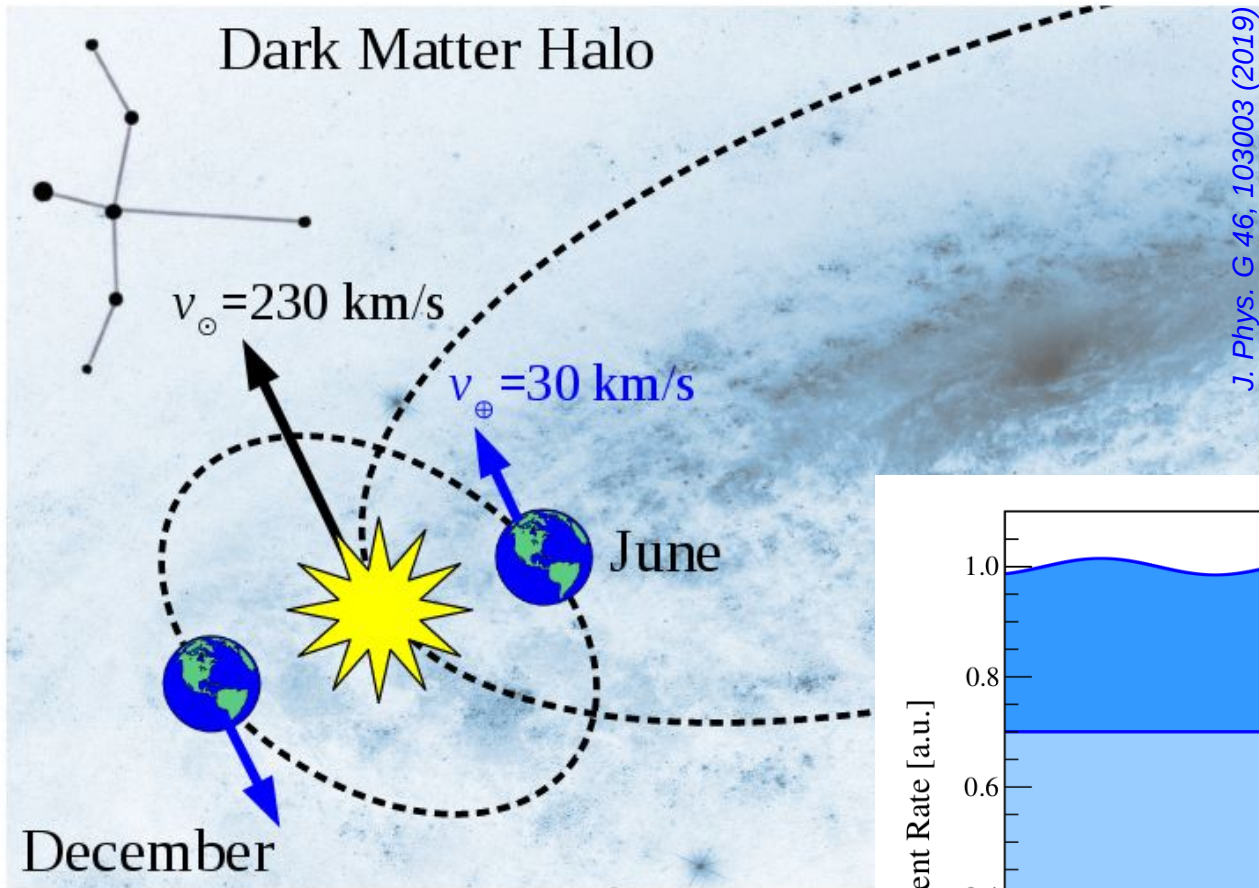 Dark Matter Halo
J. Phys. G 46, 103003 (2019)
v☉=230 km/s
v⊕=30 km/s
June
December
1.0
0.8
0.6
Rate [a.u.]